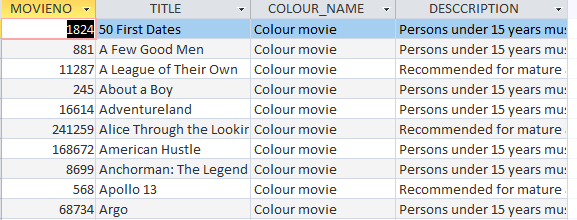 MOVIENO TITLE COLOUR_NAME DESCCRIPTION
1824 50 First Dates Colour movie Persons under 15 years mus
881 A Few Good Men Colour movie Persons under 15 years mus
11287 A League of Their Own Colour movie Recommended for mature
245 About a Boy Colour movie Persons under 15 years mus
16614 Adventureland Colour movie Persons under 15 years mus
241259 Alice Through the Lookin Colour movie Recommended for mature
168672 American Hustle Colour movie Persons under 15 years mus
8699 Anchorman: The Legend Colour movie Persons under 15 years mus
568 Apollo 13 Colour movie Recommended for mature
68734 Argo Colour movie Persons under 15 years mus